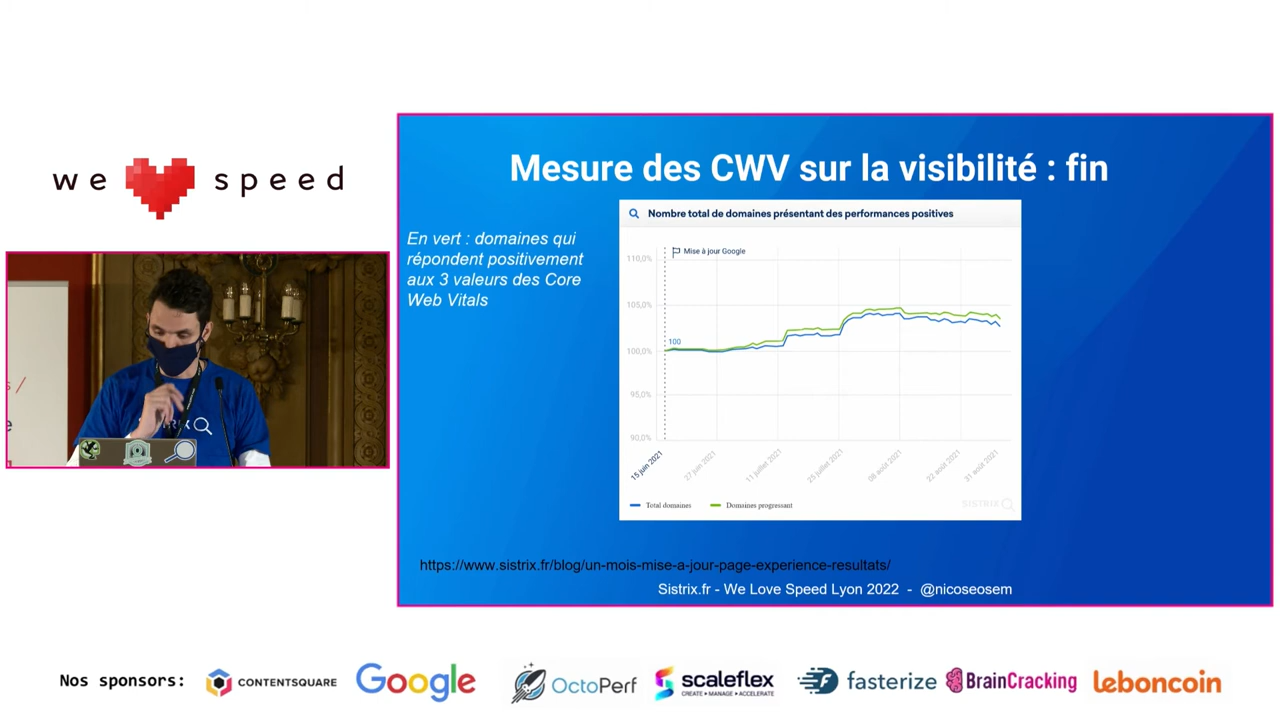 we speed
Mesure des CWV sur la visibilité : fin
En vert : domaines qui
répondent positivement
aux 3 valeurs des Core
Web Vitals
Nombre total de domaines présentant des performances positives
Mise à jour Google
110,0%
105,0%
100
100,0%
95,0%
90,0%
15 juin 2021
27 juin 2021
11 juillet 2021
25 juillet 2021
08 août 2021
22 août 2021
31 août 2021
Total domaines
Domaines progressant
SISTRIX
https://www.sistrix.fr/blog/un-mois-mise-a-jour-page-experience-resultats/
Sistrix.fr - We Love Speed Lyon 2022 - @nicoseosem
Nos sponsors:
CONTENTSQUARE
Google
OctoPerf
scaleflex
CREATE • MANAGE • ACCELERATE
fasterize
BrainCracking
leboncoin